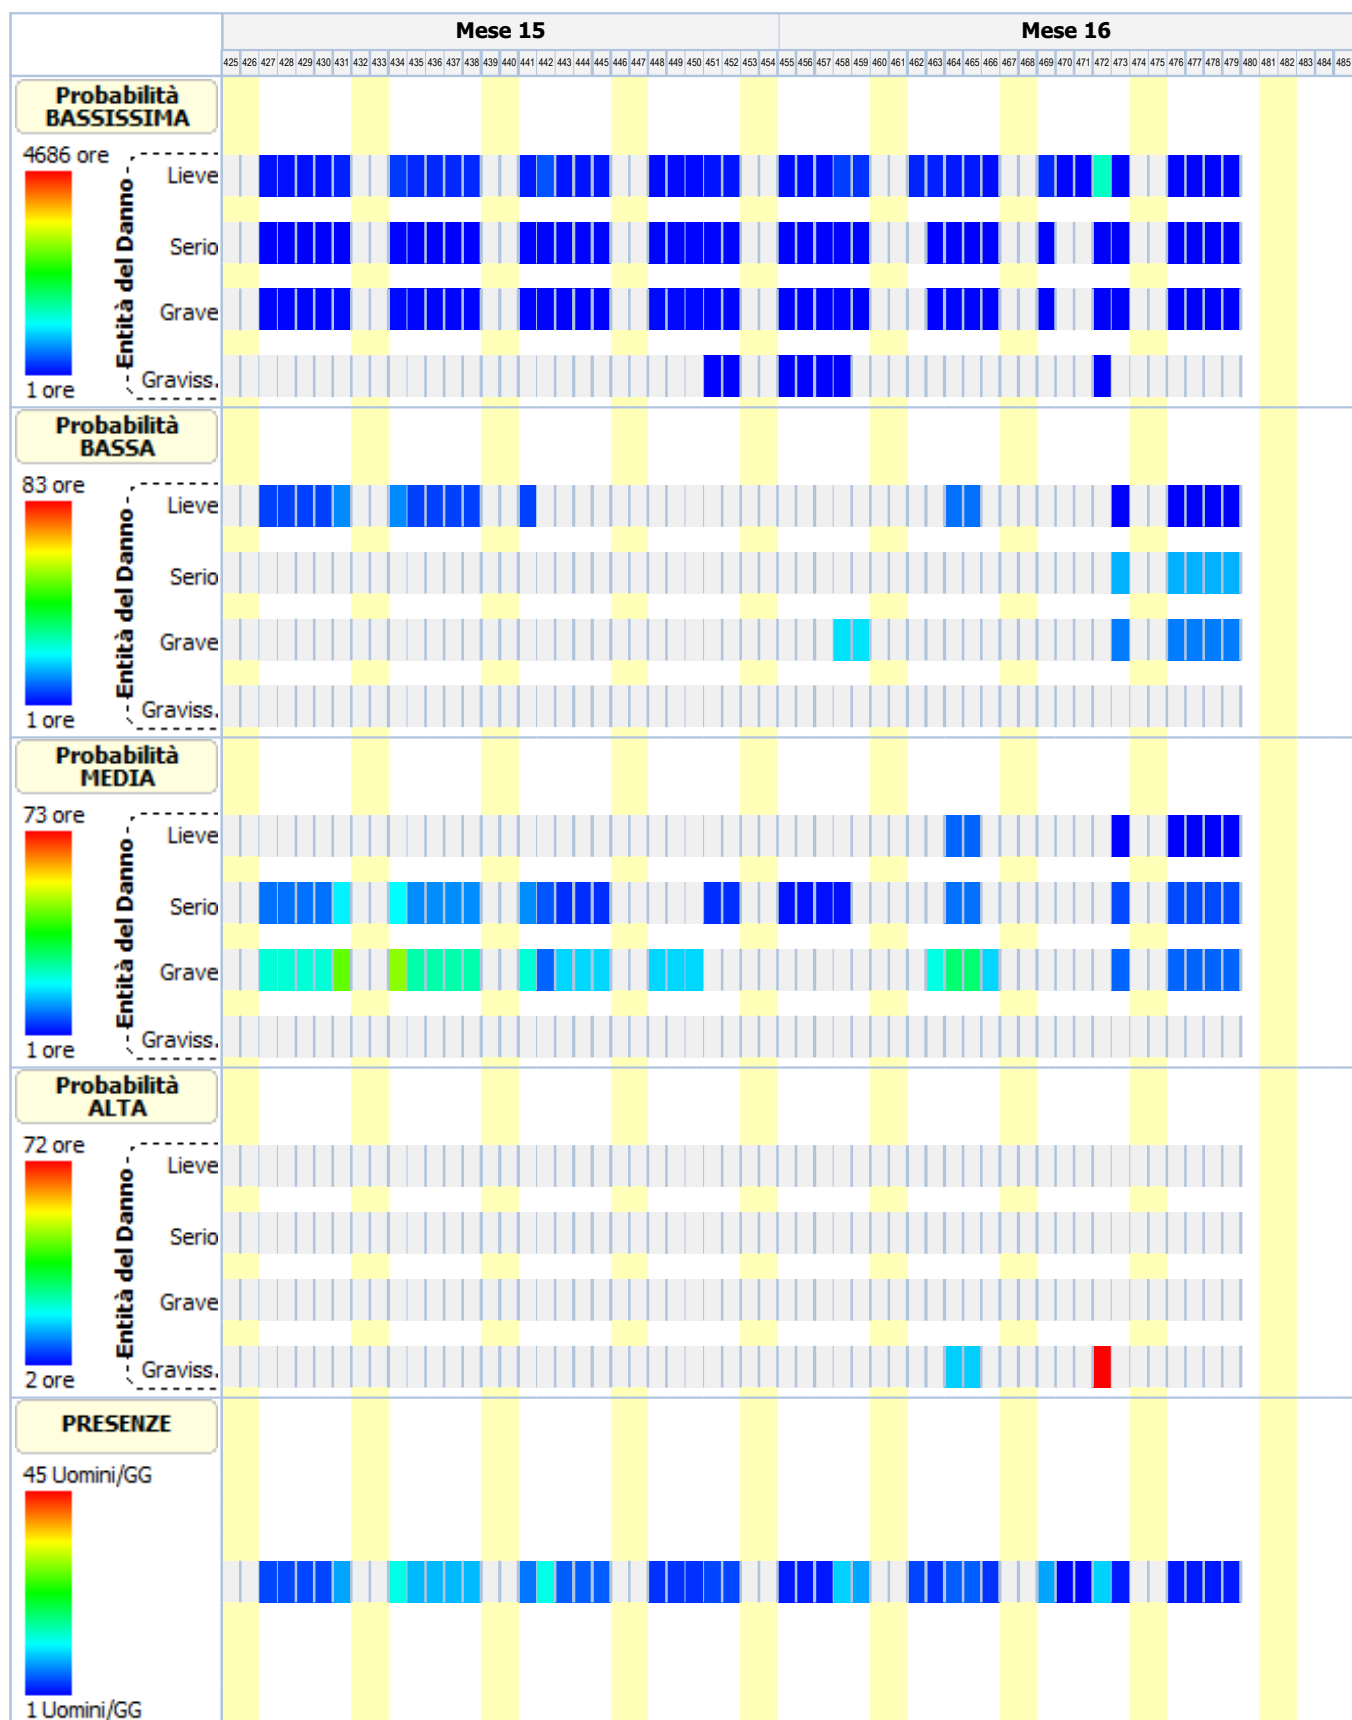 Mese 15 Mese 16
425 426 427 428 429 430 431 432 433 434 435 436 437 438 439 440 441 442 443 444 445 446 447 448 449 450 451 452 453 454 455 456 457 458 459 460 461 462 463 464 465 466 467 468 469 470 471 472 473 474 475 476 477 478 479 480 481 482 483 484 485
Probabilità
BASSISSIMA
4686 ore
1 ore
Entità del Danno
Lieve
Serio
Grave
Graviss.
Probabilità
BASSA
83 ore
1 ore
Entità del Danno
Lieve
Serio
Grave
Graviss.
Probabilità
MEDIA
73 ore
1 ore
Entità del Danno
Lieve
Serio
Grave
Graviss.
Probabilità
ALTA
72 ore
2 ore
Entità del Danno
Lieve
Serio
Grave
Graviss.
PRESENZE
45 Uomini/GG
1 Uomini/GG